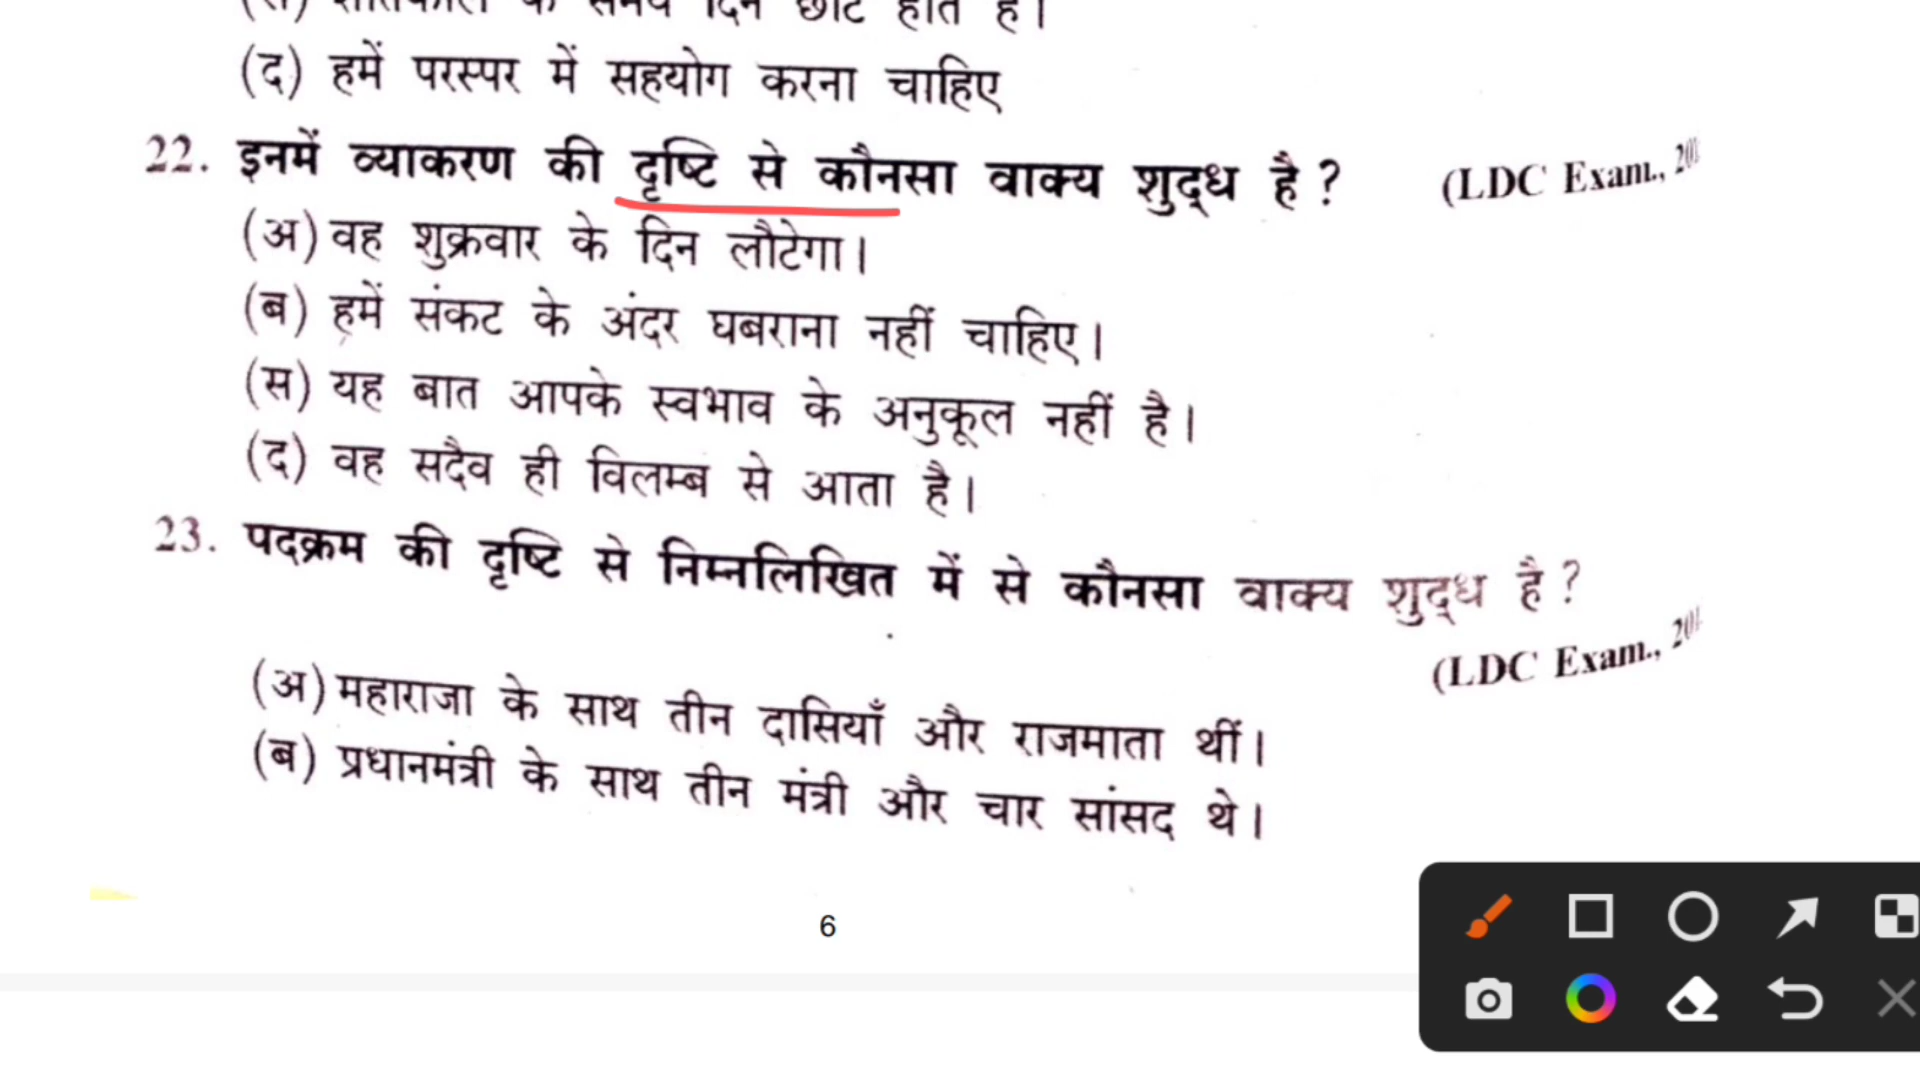 के समय दिन छोटे होते हैं।
(द) हमें परस्पर में सहयोग करना चाहिए
22. इनमें व्याकरण की दृष्टि से कौनसा वाक्य शुद्ध है ? (LDC Exam.,
(अ) वह शुक्रवार के दिन लौटेगा।
(ब) हमें संकट के अंदर घबराना नहीं चाहिए।
(स) यह बात आपके स्वभाव के अनुकूल नहीं है।
(द) वह सदैव ही विलम्ब से आता है।
23. पदक्रम की दृष्टि से निम्नलिखित में से कौनसा वाक्य शुद्ध है ?
(LDC Exam.,
(अ) महाराजा के साथ तीन दासियाँ और राजमाता थीं।
(ब) प्रधानमंत्री के साथ तीन मंत्री और चार सांसद थे।
6